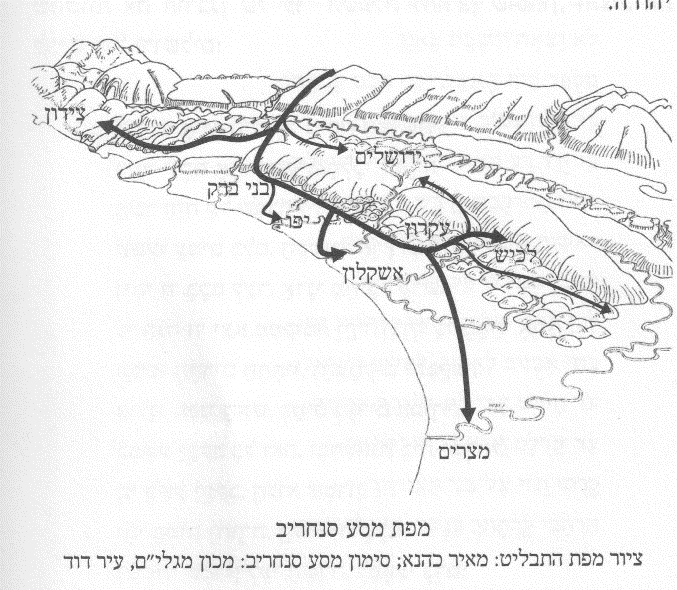 יהודה.
צידון
ירושלים
בני ברק
יפו
עקרון
לכיש
אשקלון
מצרים
מפת מסע סנחריב
ציור מפת התבליט: מאיר כהנא; סימון מסע סנחריב: מכון מגלי״ם, עיר דוד